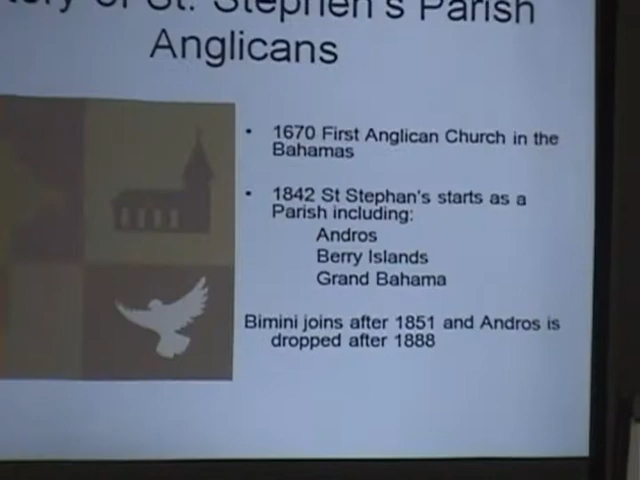 of St. Stephen's Parish
Anglicans
• 1670 First Anglican Church in the
Bahamas
• 1842 St Stephan's starts as a
Parish including:
Andros
Berry Islands
Grand Bahama
Bimini joins after 1851 and Andros is
dropped after 1888